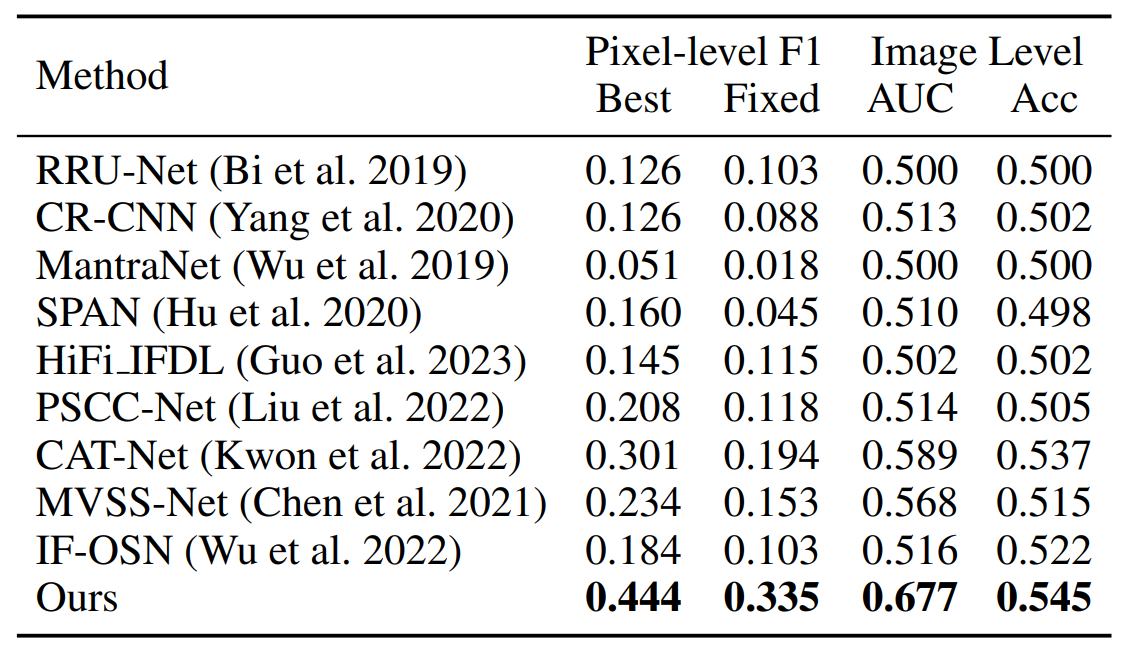 Method Pixel-level F1 Image Level
Best Fixed AUC Acc
RRU-Net (Bi et al. 2019) 0.126 0.103 0.500 0.500
CR-CNN (Yang et al. 2020) 0.126 0.088 0.513 0.502
MantraNet (Wu et al. 2019) 0.051 0.018 0.500 0.500
SPAN (Hu et al. 2020) 0.160 0.045 0.510 0.498
HiFi_IFDL (Guo et al. 2023) 0.145 0.115 0.502 0.502
PSCC-Net (Liu et al. 2022) 0.208 0.118 0.514 0.505
CAT-Net (Kwon et al. 2022) 0.301 0.194 0.589 0.537
MVSS-Net (Chen et al. 2021) 0.234 0.153 0.568 0.515
IF-OSN (Wu et al. 2022) 0.184 0.103 0.516 0.522
Ours 0.444 0.335 0.677 0.545